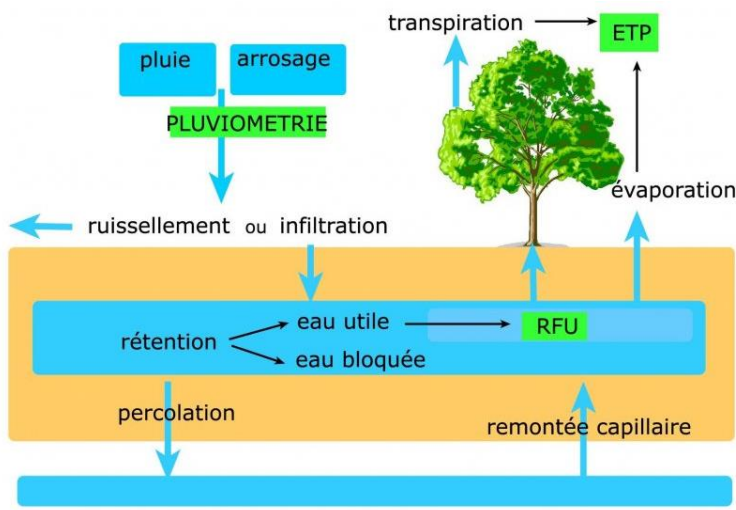 transpiration
ETP
pluie
arrosage
PLUVIOMETRIE
évaporation
ruissellement ou infiltration
eau utile
RFU
rétention
eau bloquée
percolation
remontée capillaire